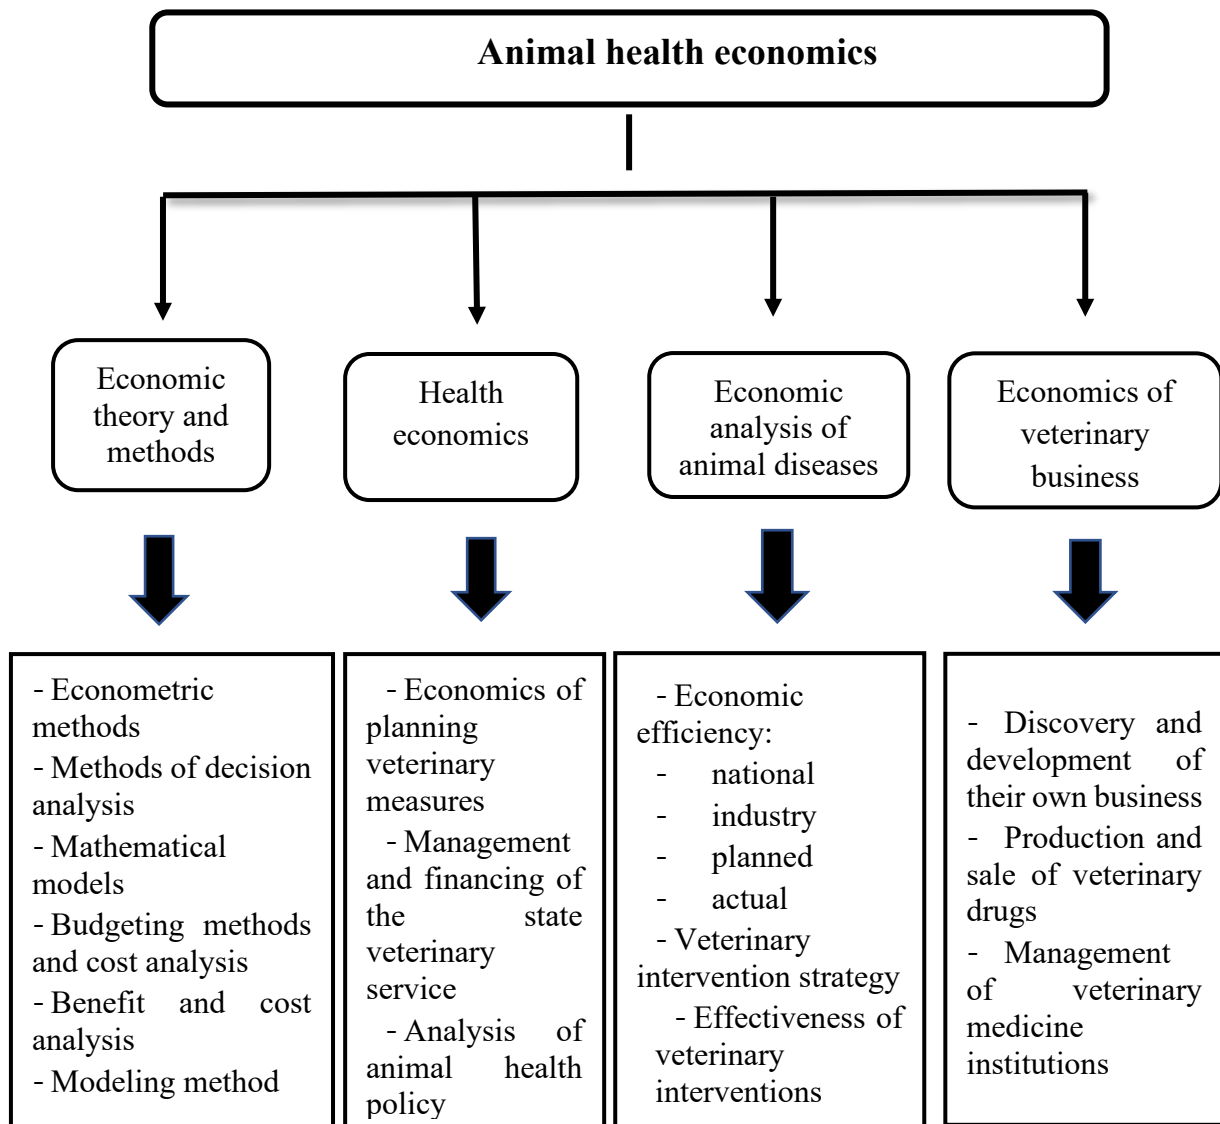 Animal health economics
Economic
theory and
methods
Health
economics
Economic
analysis of
animal diseases
Economics of
veterinary
business
- Econometric
methods
- Methods of decision
analysis
- Mathematical
models
- Budgeting methods
and cost analysis
- Benefit and cost
analysis
- Modeling method
- Economics of
planning
veterinary
measures
- Management
and financing of
the state
veterinary
service
- Analysis of
animal health
policy
- Economic
efficiency:
- national
- industry
- planned
- actual
- Veterinary
intervention strategy
- Effectiveness of
veterinary
interventions
- Discovery and
development of
their own business
- Production and
sale of veterinary
drugs
- Management
of veterinary
medicine
institutions